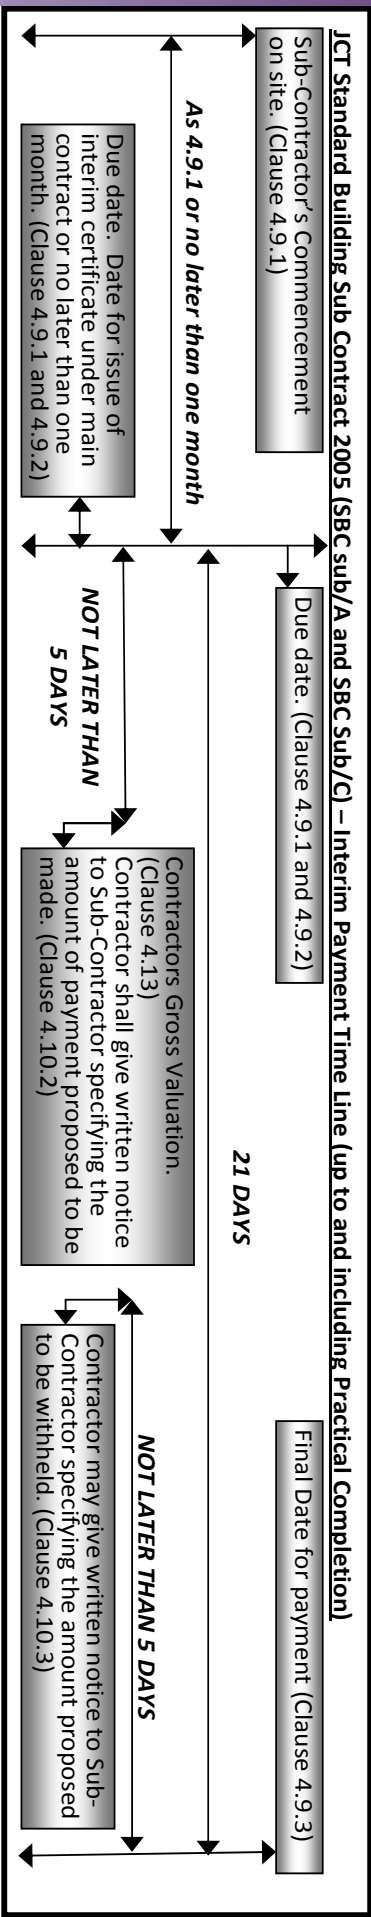 JCT Standard Building Sub Contract 2005 (SBC sub/A and SBC Sub/C) – Interim Payment Time Line (up to and including Practical Completion)
Sub-Contractor's Commencement
on site. (Clause 4.9.1)
Due date. (Clause 4.9.1 and 4.9.2)
Final Date for payment (Clause 4.9.3)
As 4.9.1 or no later than one month
21 DAYS
Due date.  Date for issue of
interim certificate under main
contract or no later than one
month. (Clause 4.9.1 and 4.9.2)
NOT LATER THAN
5 DAYS
Contractors Gross Valuation.
(Clause 4.13)
Contractor shall give written notice
to Sub-Contractor specifying the
amount of payment proposed to be
made. (Clause 4.10.2)
NOT LATER THAN 5 DAYS
Contractor may give written notice to Sub-
Contractor specifying the amount proposed
to be withheld. (Clause 4.10.3)